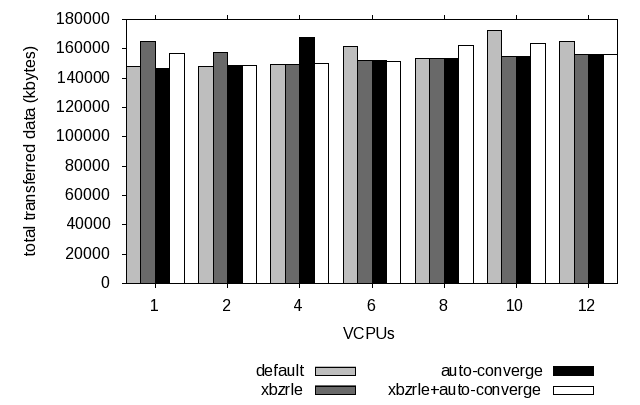 total transferred data (kbytes)
180000
160000
140000
120000
100000
80000
60000
40000
20000
0
1 2 4 6 8 10 12
VCPUs
default auto-converge
xbzrle xbzrle+auto-converge